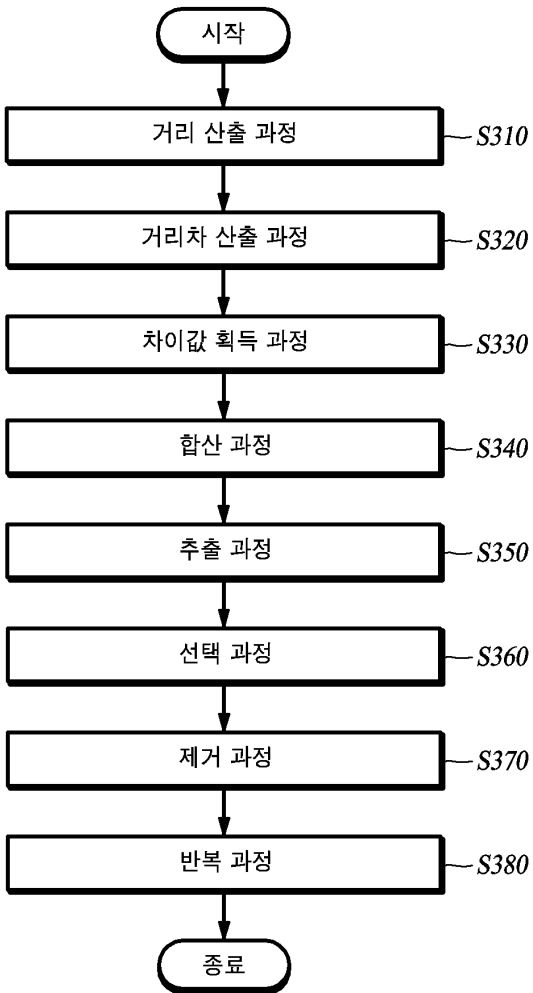 시작
거리 산출 과정 S310
거리차 산출 과정 S320
차이값 획득 과정 S330
합산 과정 S340
추출 과정 S350
선택 과정 S360
제거 과정 S370
반복 과정 S380
종료